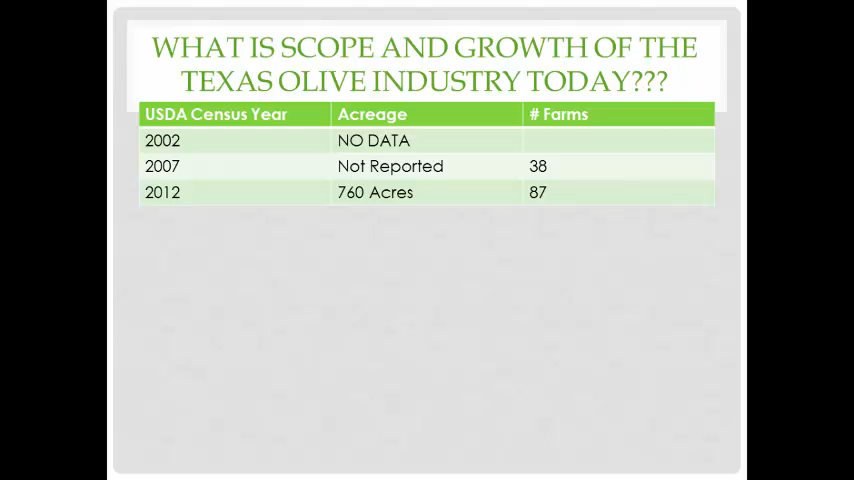 WHAT IS SCOPE AND GROWTH OF THE
TEXAS OLIVE INDUSTRY TODAY???
USDA Census Year Acreage # Farms
2002 NO DATA
2007 Not Reported 38
2012 760 Acres 87